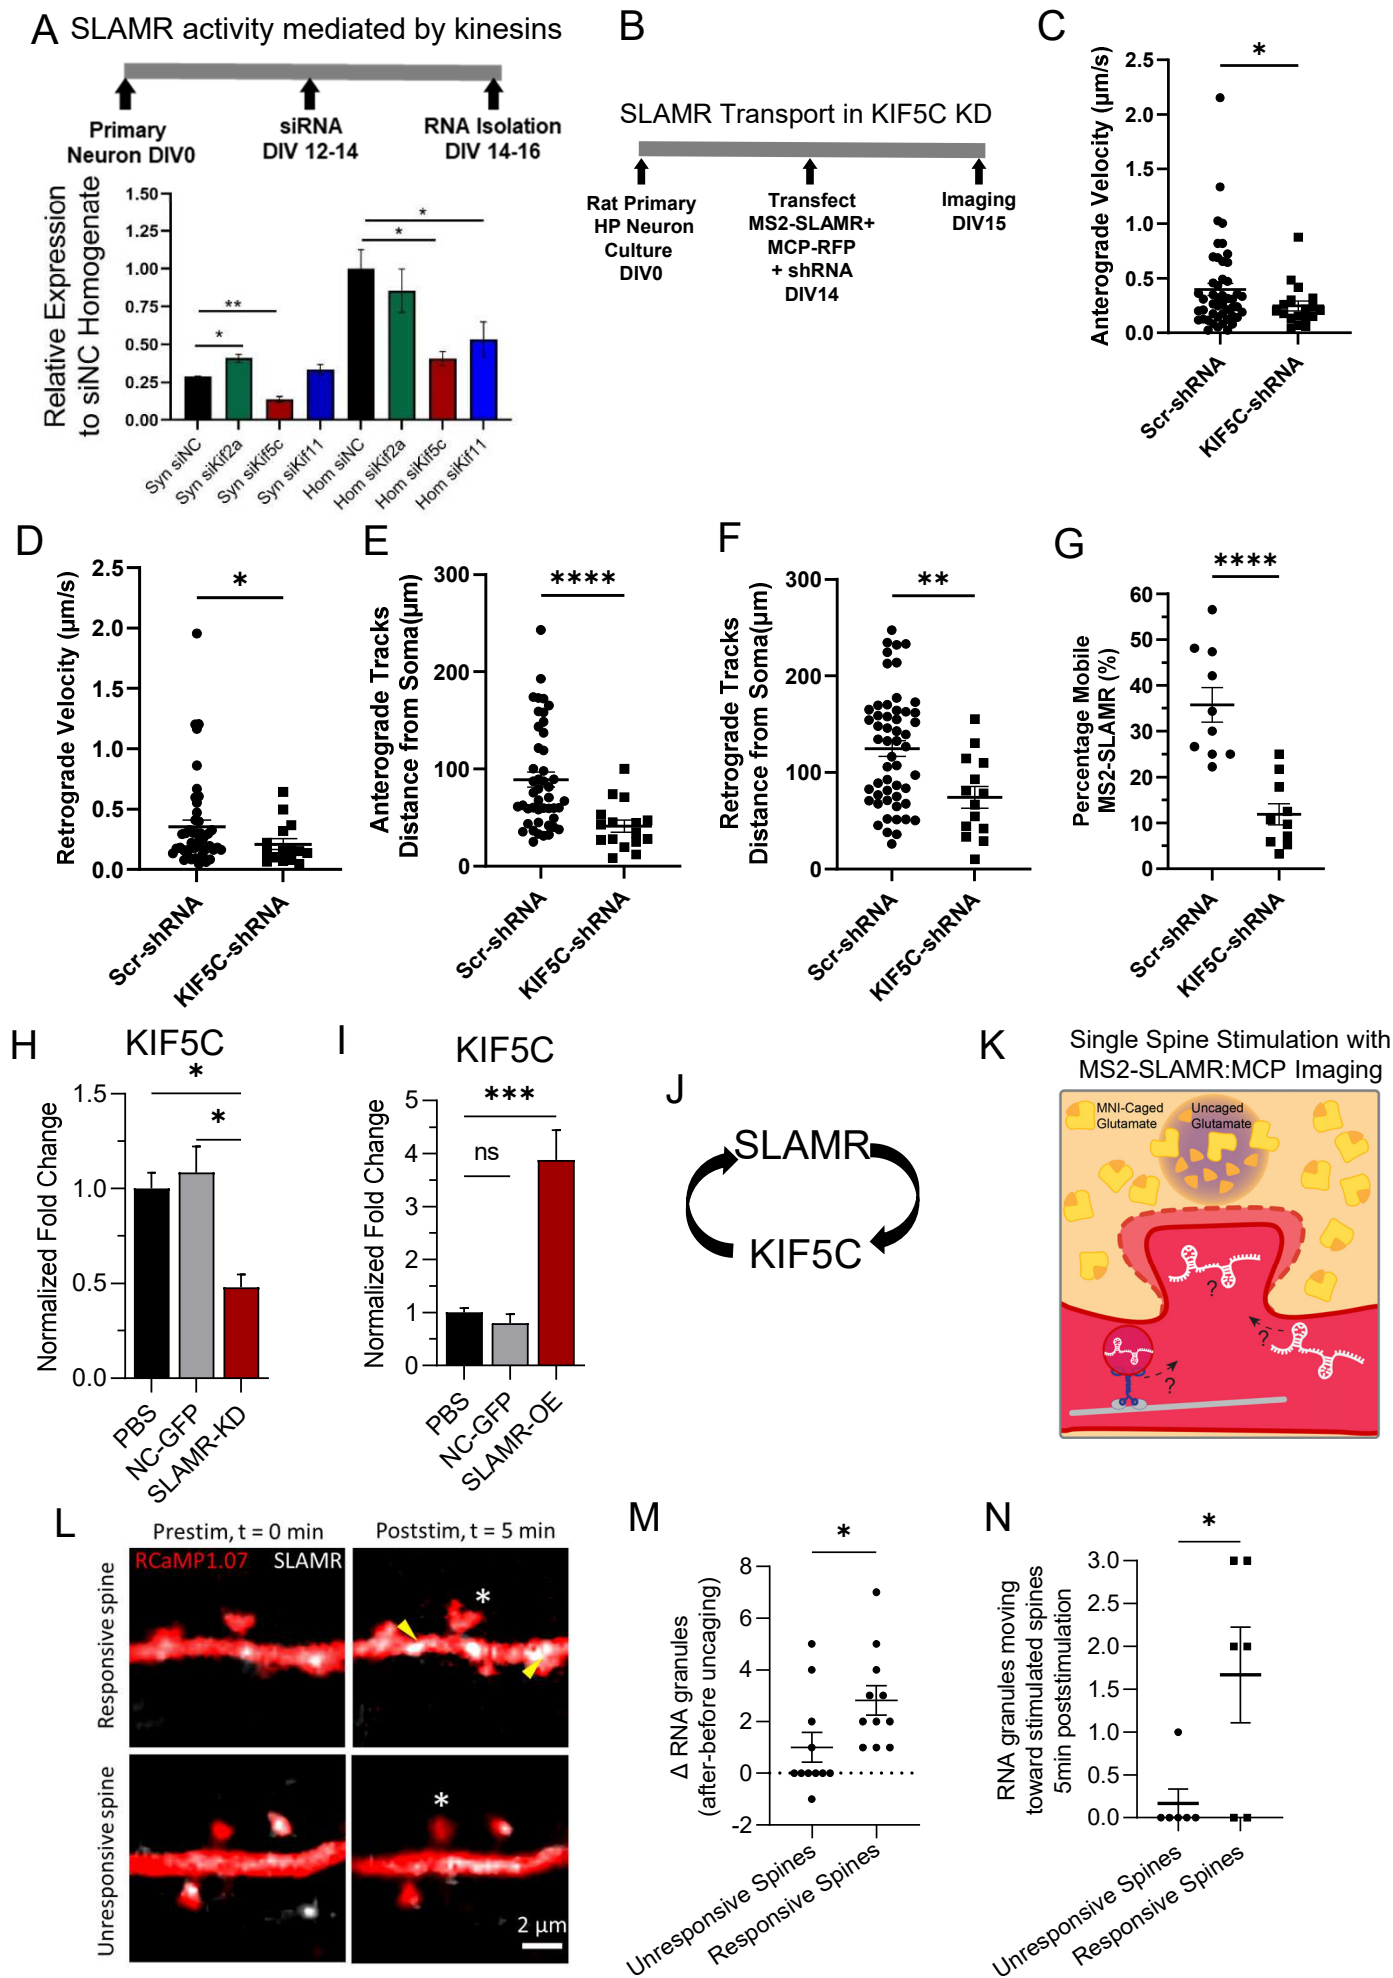 A SLAMR activity mediated by kinesins
Primary
Neuron DIV0
siRNA
DIV 12-14
RNA Isolation
DIV 14-16
Relative Expression
to siNC Homogenate
1.50
1.25
1.00
0.75
0.50
0.25
0.00
**
*
*
*
Syn siNC
Syn siKif2a
Syn siKif5c
Syn siKif11
Hom siNC
Hom siKif2a
Hom siKif5c
Hom siKif11
B
SLAMR Transport in KIF5C KD
Rat Primary
HP Neuron
Culture
DIV0
Transfect
MS2-SLAMR+
MCP-RFP
+ shRNA
DIV14
Imaging
DIV15
C
Anterograde Velocity (µm/s)
2.5
2.0
1.5
1.0
0.5
0.0
*
Scr-shRNA
KIF5C-shRNA
D
Retrograde Velocity (µm/s)
2.5
2.0
1.5
1.0
0.5
0.0
*
Scr-shRNA
KIF5C-shRNA
E
Anterograde Tracks
Distance from Soma(µm)
300
200
100
0
****
Scr-shRNA
KIF5C-shRNA
F
Retrograde Tracks
Distance from Soma(µm)
300
200
100
0
**
Scr-shRNA
KIF5C-shRNA
G
Percentage Mobile
MS2-SLAMR (%)
60
50
40
30
20
10
0
****
Scr-shRNA
KIF5C-shRNA
H
KIF5C
Normalized Fold Change
1.5
1.0
0.5
0.0
*
*
PBS
NC-GFP
SLAMR-KD
I
KIF5C
Normalized Fold Change
5
4
3
2
1
0
***
ns
PBS
NC-GFP
SLAMR-OE
J
SLAMR
KIF5C
K
Single Spine Stimulation with
MS2-SLAMR:MCP Imaging
MNI-Caged
Glutamate
Uncaged
Glutamate
?
?
?
L
Prestim, t = 0 min
Poststim, t = 5 min
RCaMP1.07
SLAMR
Responsive spine
*
Unresponsive spine
*
2 µm
M
Δ RNA granules
(after-before uncaging)
8
6
4
2
0
-2
*
Unresponsive Spines
Responsive Spines
N
RNA granules moving
toward stimulated spines
5min poststimulation
3.0
2.5
2.0
1.5
1.0
0.5
0.0
*
Unresponsive Spines
Responsive Spines